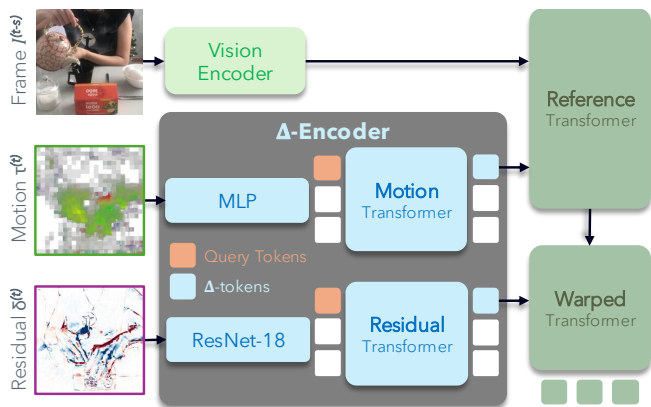 Frame I(t-s)
Vision
Encoder
Reference
Transformer
Δ-Encoder
Motion τ(t)
MLP
Motion
Transformer
Query Tokens
Δ-tokens
Residual δ(t)
ResNet-18
Residual
Transformer
Warped
Transformer